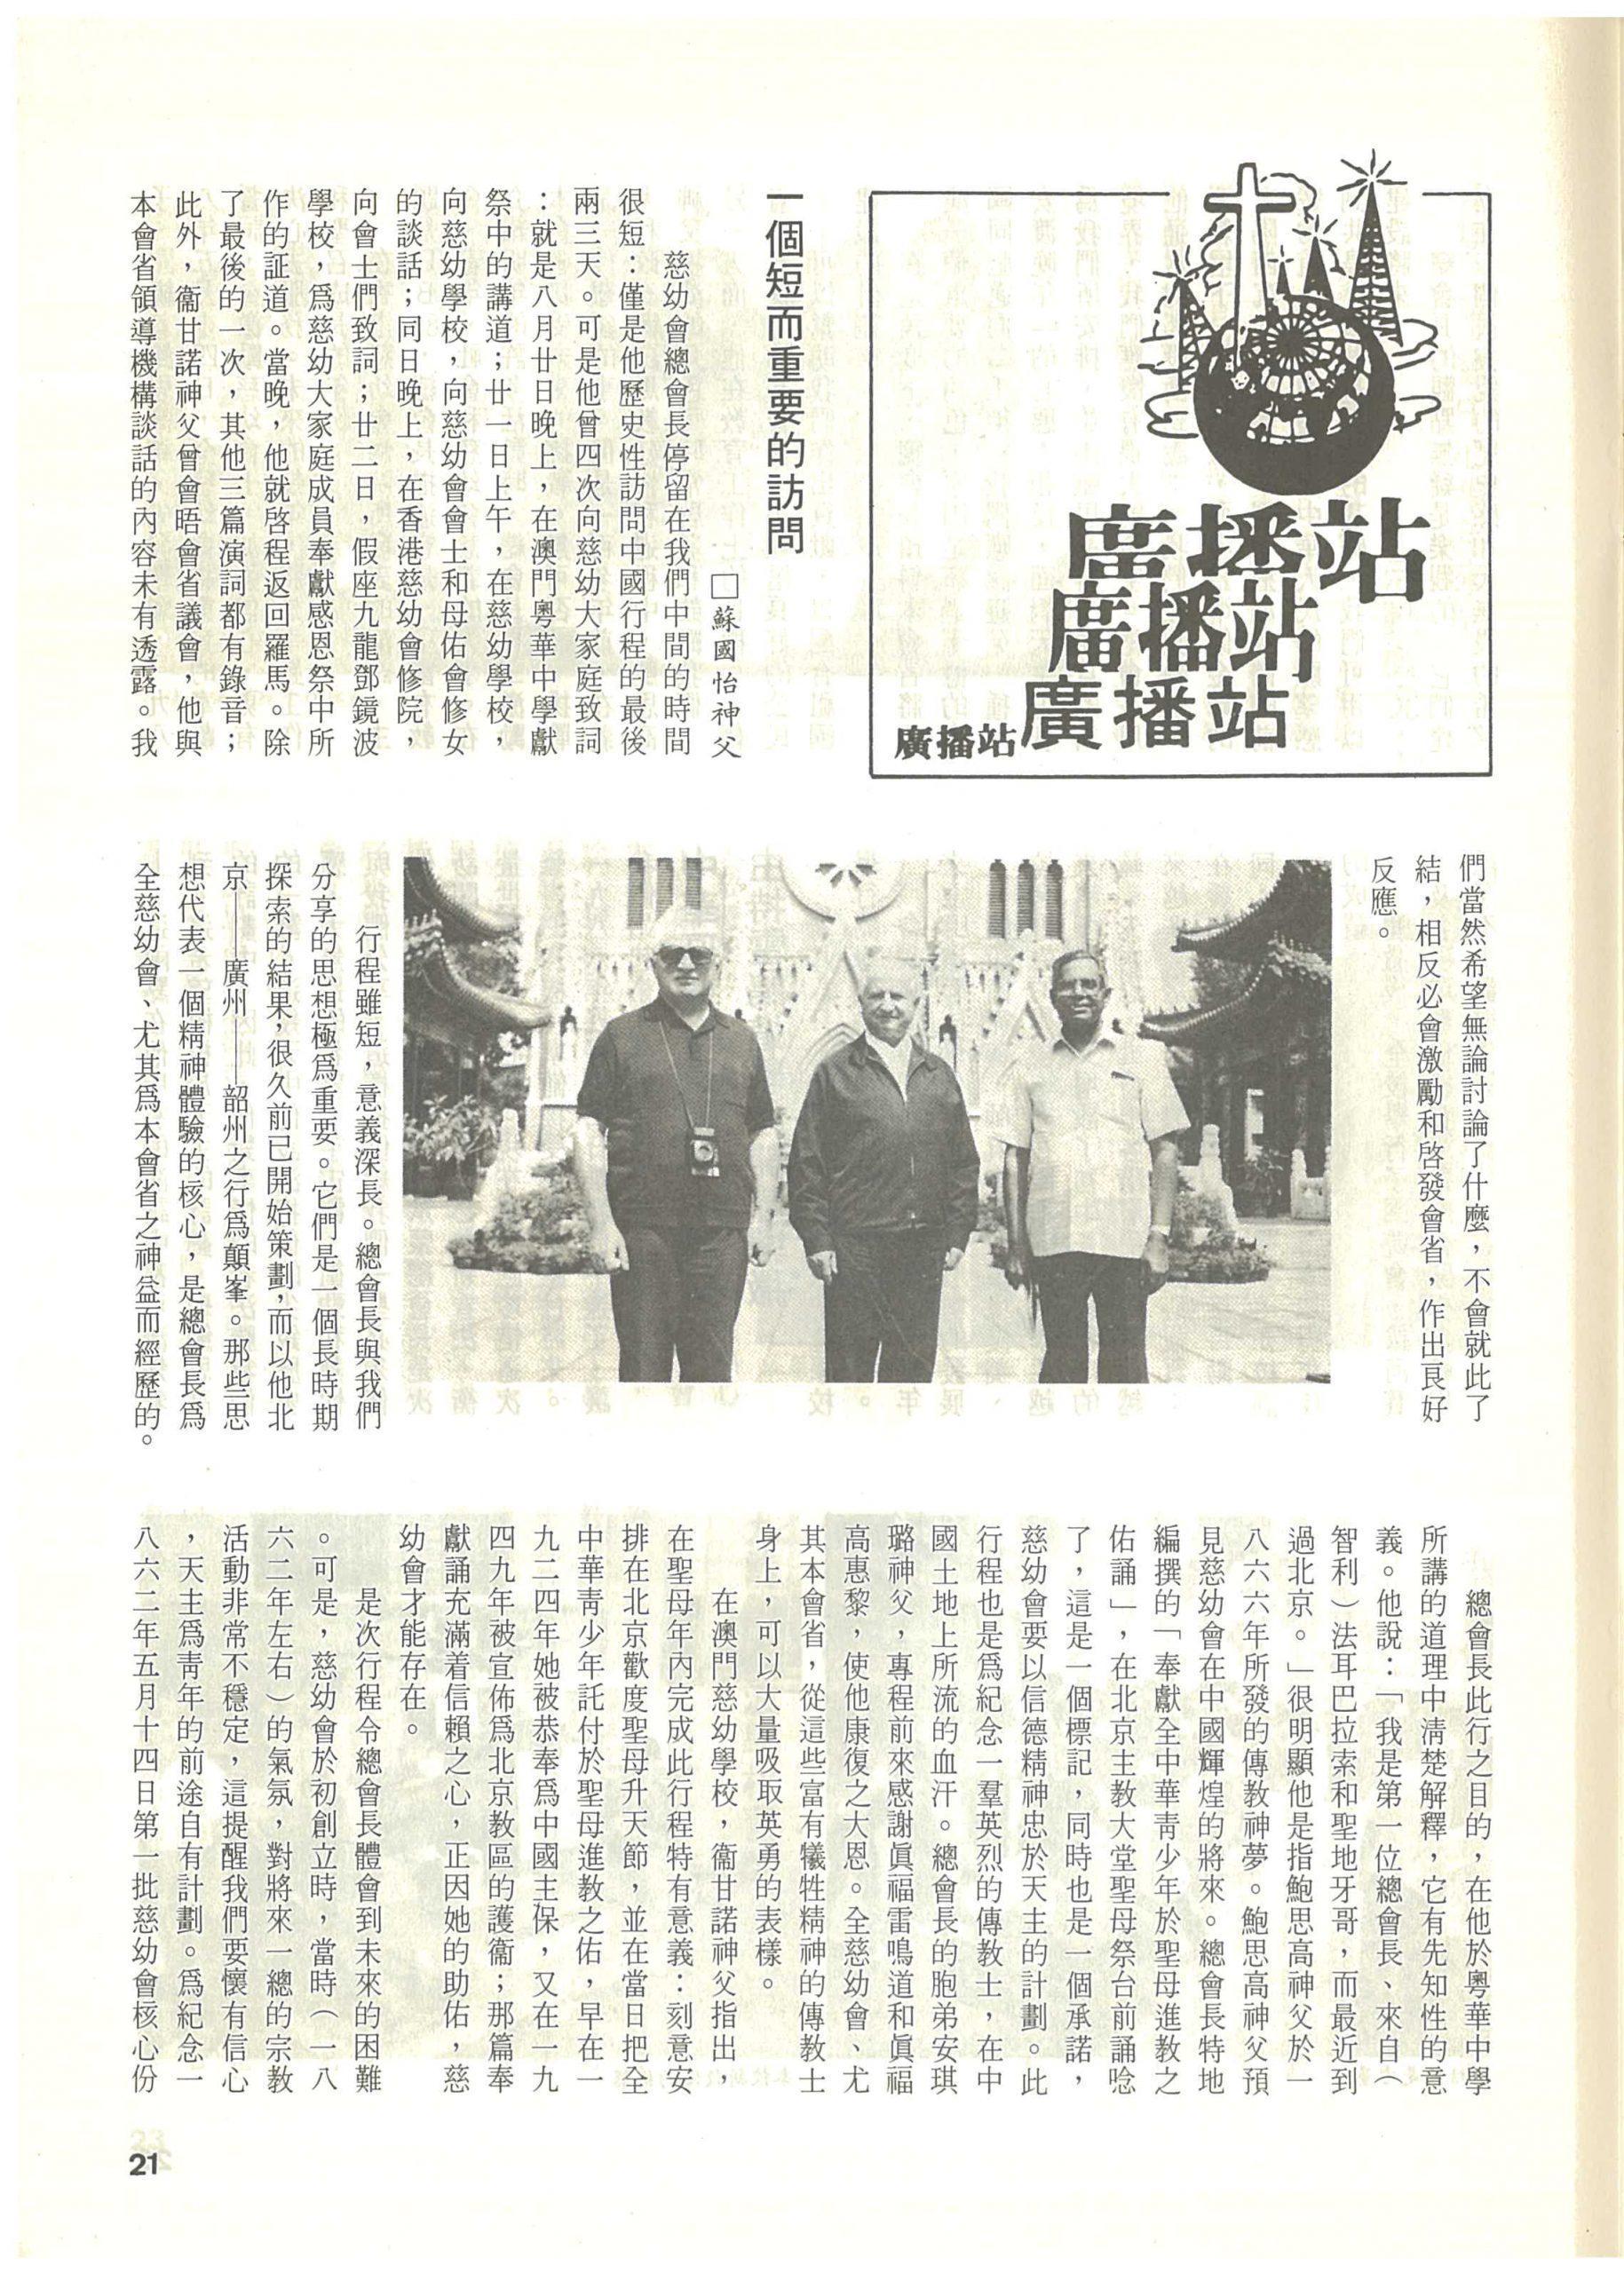 廣播站
廣播站
廣播站
廣播站
一個短而重要的訪問
□蘇國怡神父
慈幼會總會長停留在我們中間的時間
很短：僅是他歷史性訪問中國行程的最後
兩三天。可是他曾四次向慈幼大家庭致詞
：就是八月廿日晚上，在澳門粵華中學獻
祭中的講道；廿一日上午，在慈幼學校，
向慈幼學校，向慈幼會會士和母佑會修女
的談話；同日晚上，在香港慈幼會修院，
向會士們致詞；廿二日，假座九龍鄧鏡波
學校，爲慈幼大家庭成員奉獻感恩祭中所
作的証道。當晚，他就啓程返回羅馬。除
了最後的一次，其他三篇演詞都有錄音；
此外，衞甘諾神父曾會晤會省議會，他與
本會省領導機構談話的內容未有透露。我
們當然希望無論討論了什麼，不會就此了
結，相反必會激勵和啓發會省，作出良好
反應。
行程雖短，意義深長。總會長與我們
分享的思想極爲重要。它們是一個長時期
探索的結果，很久前已開始策劃，而以他北
京——廣州——韶州之行爲顛峯。那些思
想代表一個精神體驗的核心，是總會長爲
全慈幼會、尤其爲本會省之神益而經歷的。
總會長此行之目的，在他於粵華中學
所講的道理中清楚解釋，它有先知性的意
義。他說：「我是第一位總會長、來自（
智利）法耳巴拉索和聖地牙哥，而最近到
過北京。」很明顯他是指鮑思高神父於一
八六六年所發的傳教神夢。鮑思高神父預
見慈幼會在中國輝煌的將來。總會長特地
編撰的「奉獻全中華青少年於聖母進教之
佑誦」，在北京主教大堂聖母祭台前誦唸
了，這是一個標記，同時也是一個承諾，
慈幼會要以信德精神忠於天主的計劃。此
行程也是爲紀念一羣英烈的傳教士，在中
國土地上所流的血汗。總會長的胞弟安琪
璐神父，專程前來感謝眞福雷鳴道和眞福
高惠黎，使他康復之大恩。全慈幼會、尤
其本會省，從這些富有犧牲精神的傳教士
身上，可以大量吸取英勇的表樣。
在澳門慈幼學校，衞甘諾神父指出，
在聖母年內完成此行程特有意義：刻意安
排在北京歡度聖母升天節，並在當日把全
中華青少年託付於聖母進教之佑，早在一
九二四年她被恭奉爲中國主保，又在一九
四九年被宣佈爲北京教區的護衞；那篇奉
獻誦充滿着信賴之心，正因她的助佑，慈
幼會才能存在。
是次行程令總會長體會到未來的困難
。可是，慈幼會於初創立時，當時（一八
六二年左右）的氣氛，對將來一總的宗教
活動非常不穩定，這提醒我們要懷有信心
，天主爲青年的前途自有計劃。爲紀念一
八六二年五月十四日第一批慈幼會核心份
21